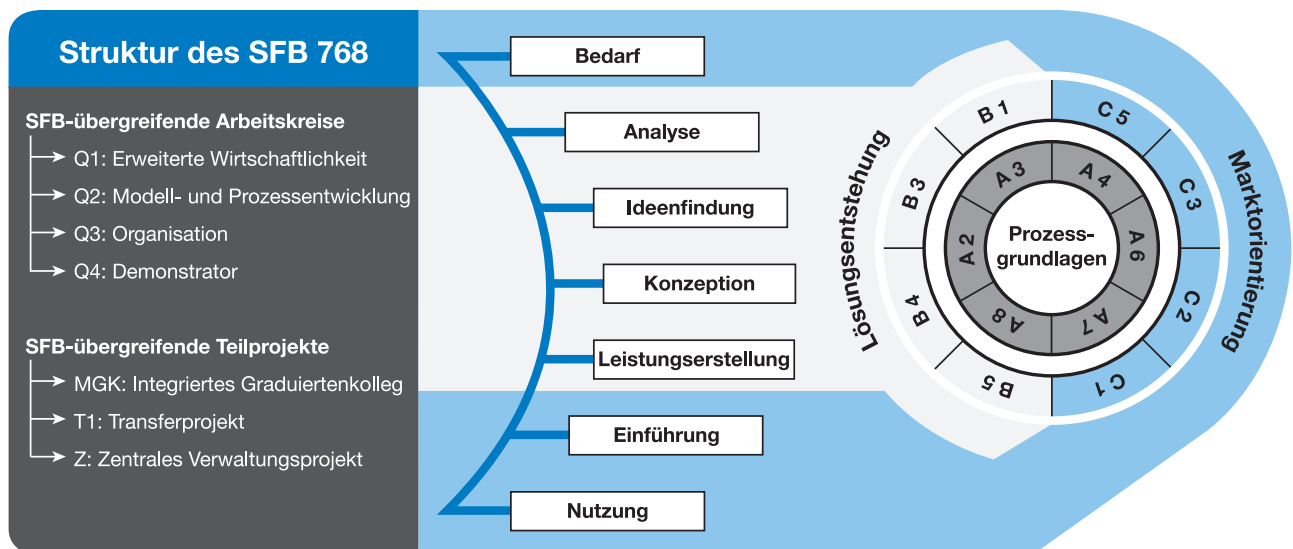 Struktur des SFB 768
SFB-übergreifende Arbeitskreise
Q1: Erweiterte Wirtschaftlichkeit
Q2: Modell- und Prozessentwicklung
Q3: Organisation
Q4: Demonstrator
SFB-übergreifende Teilprojekte
MGK: Integriertes Graduiertenkolleg
T1: Transferprojekt
Z: Zentrales Verwaltungsprojekt
Bedarf
Analyse
Ideenfindung
Konzeption
Leistungserstellung
Einführung
Nutzung
Lösungsentstehung
B 1
B 3
B 4
B 5
C 5
C 3
C 2
C 1
A 3
A 4
A 2
A 6
A 8
A 7
Prozess-
grundlagen
Marktorientierung